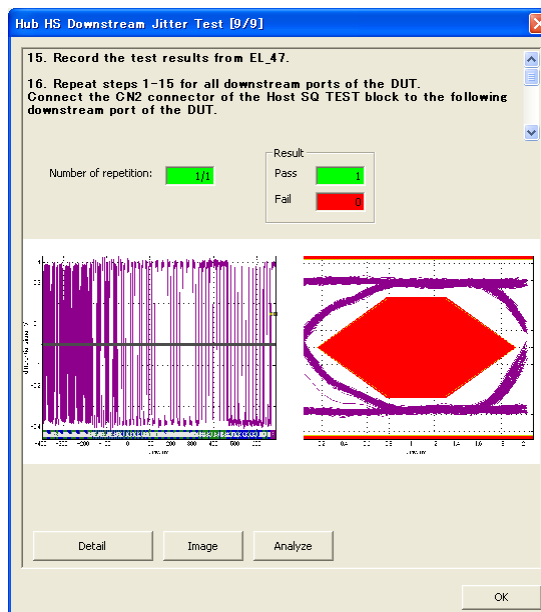 Hub HS Downstream Jitter Test [9/9]
15. Record the test results from EL_47.
16. Repeat steps 1-15 for all downstream ports of the DUT.
Connect the CN2 connector of the Host SQ TEST block to the following
downstream port of the DUT.
Number of repetition: 1/1
Result
Pass 1
Fail 0
Detail Image Analyze
OK